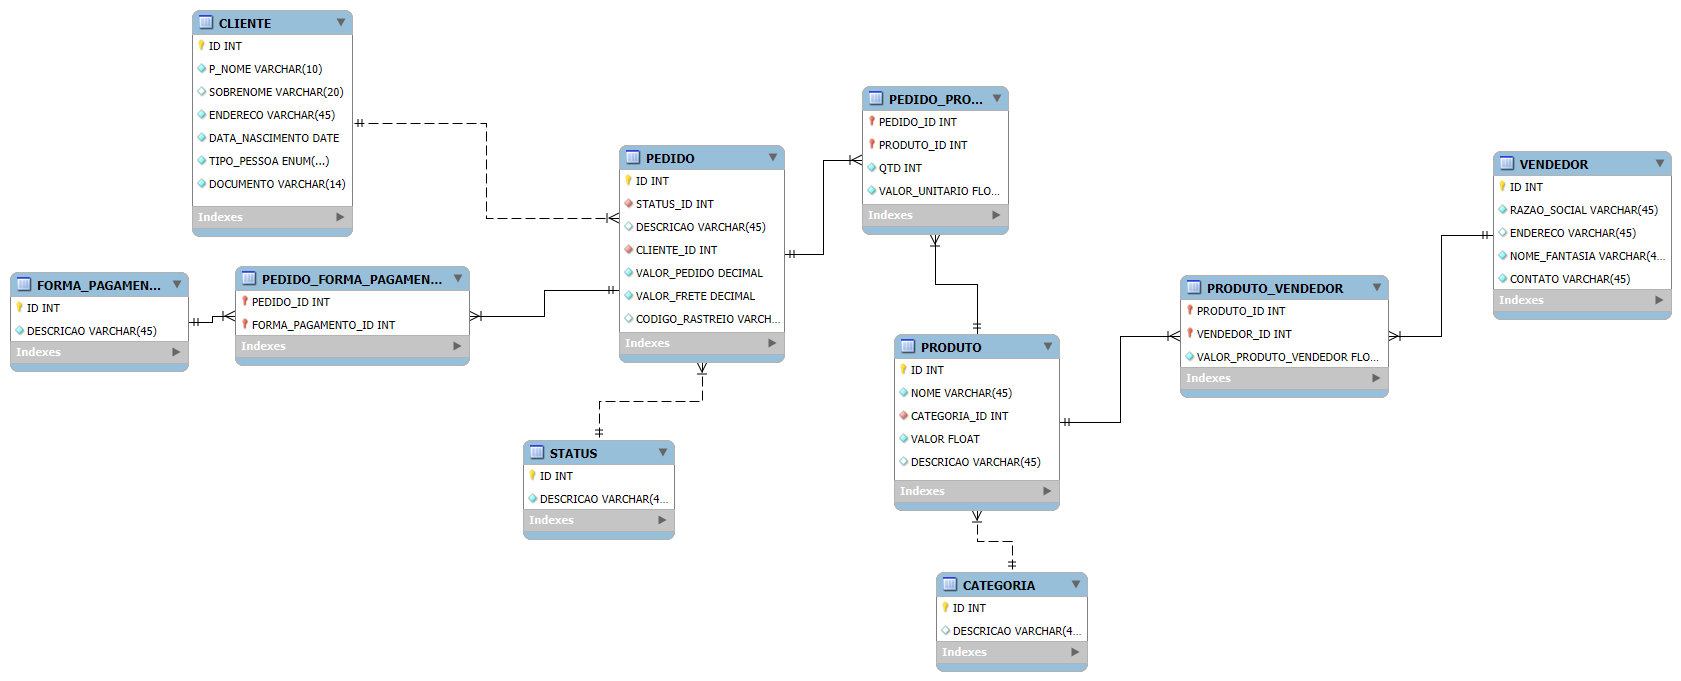 CLIENTE
ID INT
P_NOME VARCHAR(10)
SOBRENOME VARCHAR(20)
ENDERECO VARCHAR(45)
DATA_NASCIMENTO DATE
TIPO_PESSOA ENUM(...)
DOCUMENTO VARCHAR(14)
Indexes
FORMA_PAGAMEN...
ID INT
DESCRICAO VARCHAR(45)
Indexes
PEDIDO_FORMA_PAGAMEN...
PEDIDO_ID INT
FORMA_PAGAMENTO_ID INT
Indexes
PEDIDO
ID INT
STATUS_ID INT
DESCRICAO VARCHAR(45)
CLIENTE_ID INT
VALOR_PEDIDO DECIMAL
VALOR_FRETE DECIMAL
CODIGO_RASTREIO VARCH...
Indexes
STATUS
ID INT
DESCRICAO VARCHAR(4...
Indexes
PEDIDO_PRO...
PEDIDO_ID INT
PRODUTO_ID INT
QTD INT
VALOR_UNITARIO FLO...
Indexes
PRODUTO
ID INT
NOME VARCHAR(45)
CATEGORIA_ID INT
VALOR FLOAT
DESCRICAO VARCHAR(45)
Indexes
CATEGORIA
ID INT
DESCRICAO VARCHAR(4...
Indexes
PRODUTO_VENDEDOR
PRODUTO_ID INT
VENDEDOR_ID INT
VALOR_PRODUTO_VENDEDOR FLO...
Indexes
VENDEDOR
ID INT
RAZAO_SOCIAL VARCHAR(45)
ENDERECO VARCHAR(45)
NOME_FANTASIA VARCHAR(4...
CONTATO VARCHAR(45)
Indexes